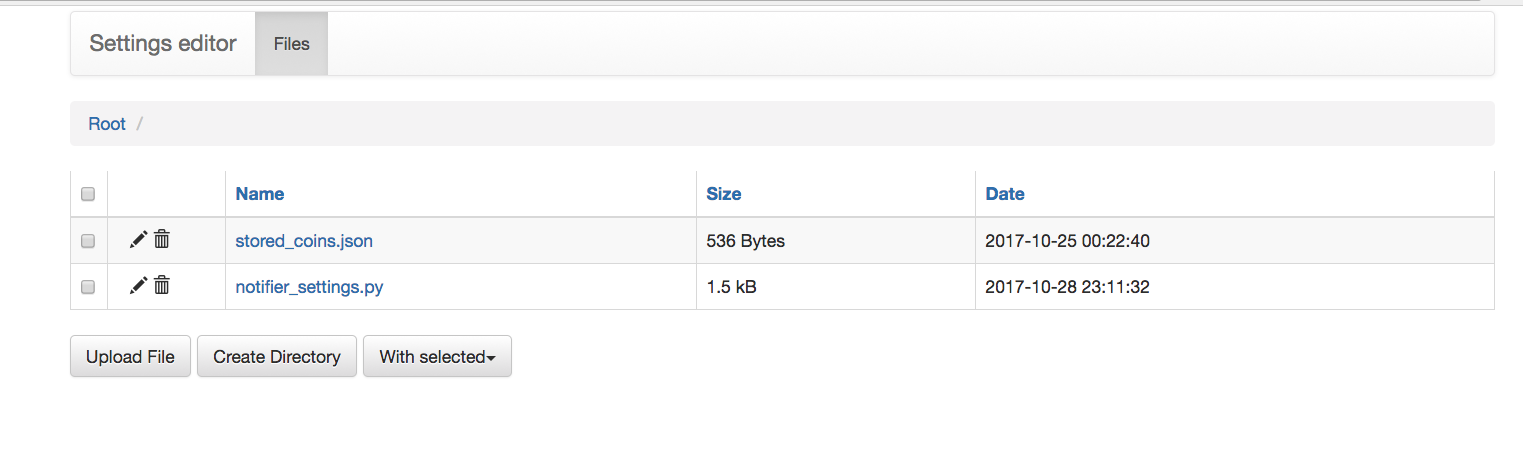 Settings editor Files
Root /
Name Size Date
stored_coins.json 536 Bytes 2017-10-25 00:22:40
notifier_settings.py 1.5 kB 2017-10-28 23:11:32
Upload File Create Directory With selected